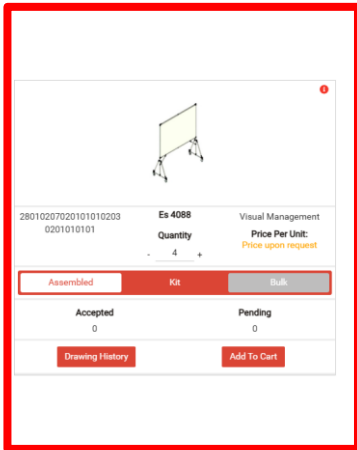 28010207020101010203
0201010101
Es 4088
Quantity
- 4 +
Visual Management
Price Per Unit:
Price upon request
Assembled
Kit
Bulk
Accepted
0
Pending
0
Drawing History
Add To Cart